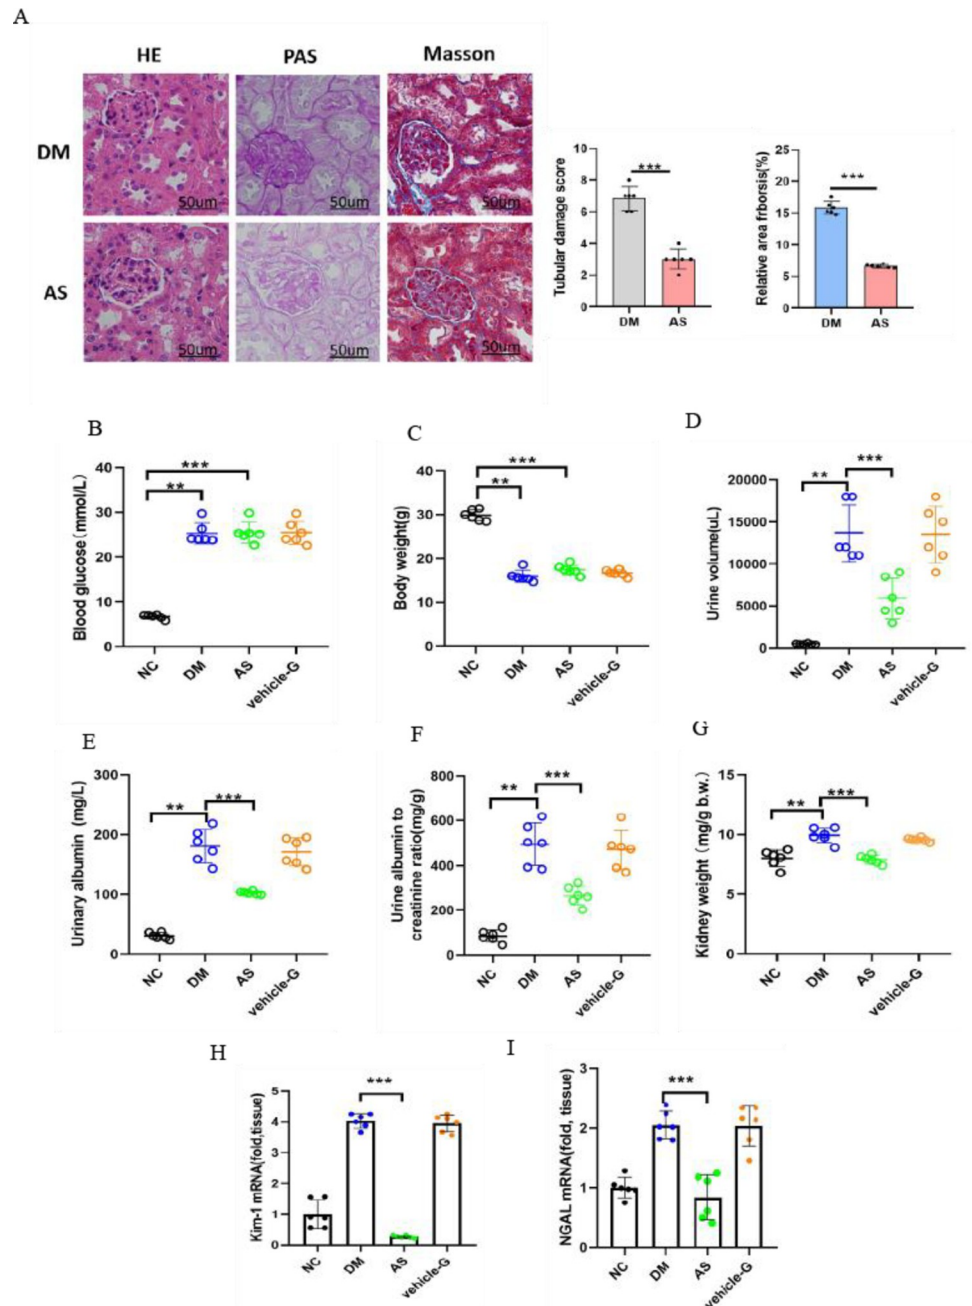 A
HE PAS Masson
DM
50um 50um 50um
AS
50um 50um 50um
Tubular damage score
10
8
6
4
2
0
***
DM AS
Relative area frborsis(%)
25
20
15
10
5
0
***
DM AS
B
Blood glucose (mmol/L)
40
30
20
10
0
***
**
NC DM AS vehicle-G
C
Body weight(g)
40
30
20
10
0
***
**
NC DM AS vehicle-G
D
Urine volume(uL)
20000
15000
10000
5000
0
** ***
NC DM AS vehicle-G
E
Urinary albumin (mg/L)
300
200
100
0
** ***
NC DM AS vehicle-G
F
Urine albumin to
creatinine ratio(mg/g)
800
600
400
200
0
** ***
NC DM AS vehicle-G
G
Kidney weight (mg/g b.w.)
15
10
5
0
** ***
NC DM AS vehicle-G
H
Kim-1 mRNA(fold,tissue)
5
4
3
2
1
0
***
NC DM AS vehicle-G
I
NGAL mRNA(fold, tissue)
3
2
1
0
***
NC DM AS vehicle-G